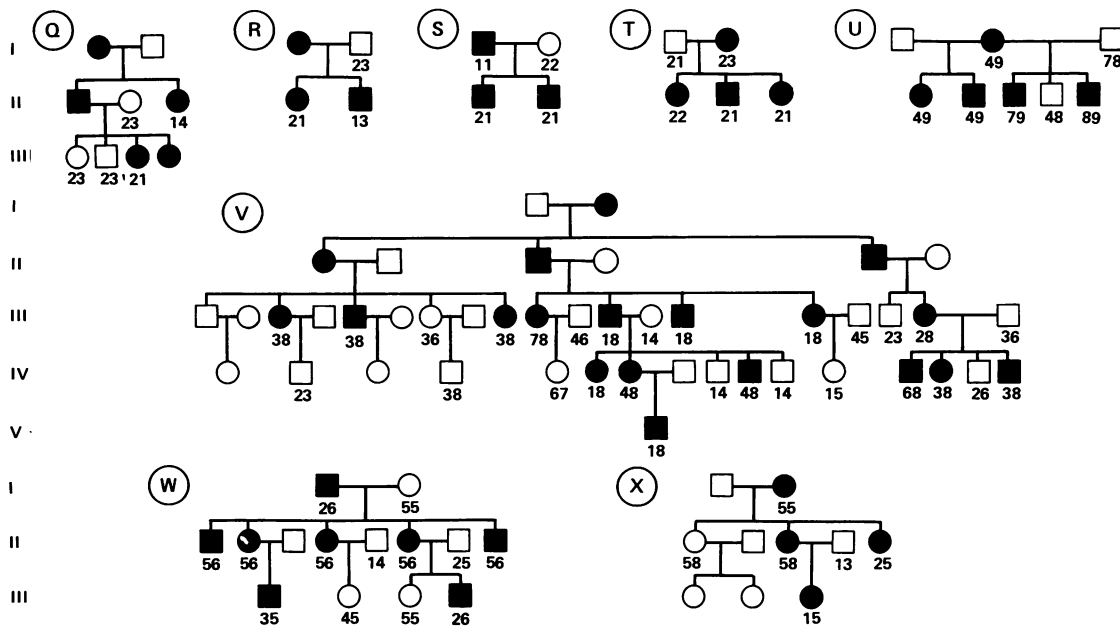 Q R S T U
I
23 21 23 49 78
11 22
II
23 14 21 13 21 21 22 21 21 49 49 79 48 89
III
23 23 21
V
I
II
III
38 38 36 38 78 46 18 14 18 18 45 23 28 36
IV
23 38 67 18 48 14 48 14 15 68 38 26 38
V
18
W X
I
26 55 55
II
56 56 56 14 56 25 56 58 58 13 25
III
35 45 55 26 15